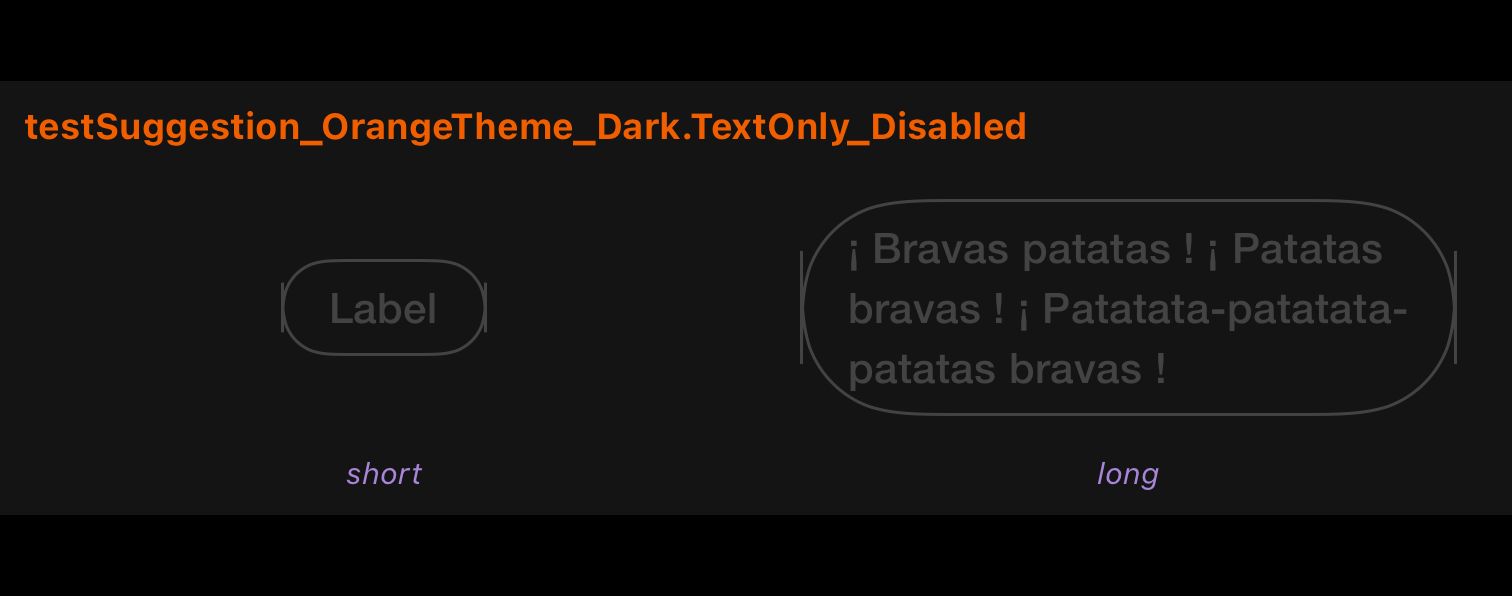 testSuggestion_OrangeTheme_Dark.TextOnly_Disabled
Label
¡ Bravas patatas ! ¡ Patatas
bravas ! ¡ Patatata-patatata-
patatas bravas !
short
long